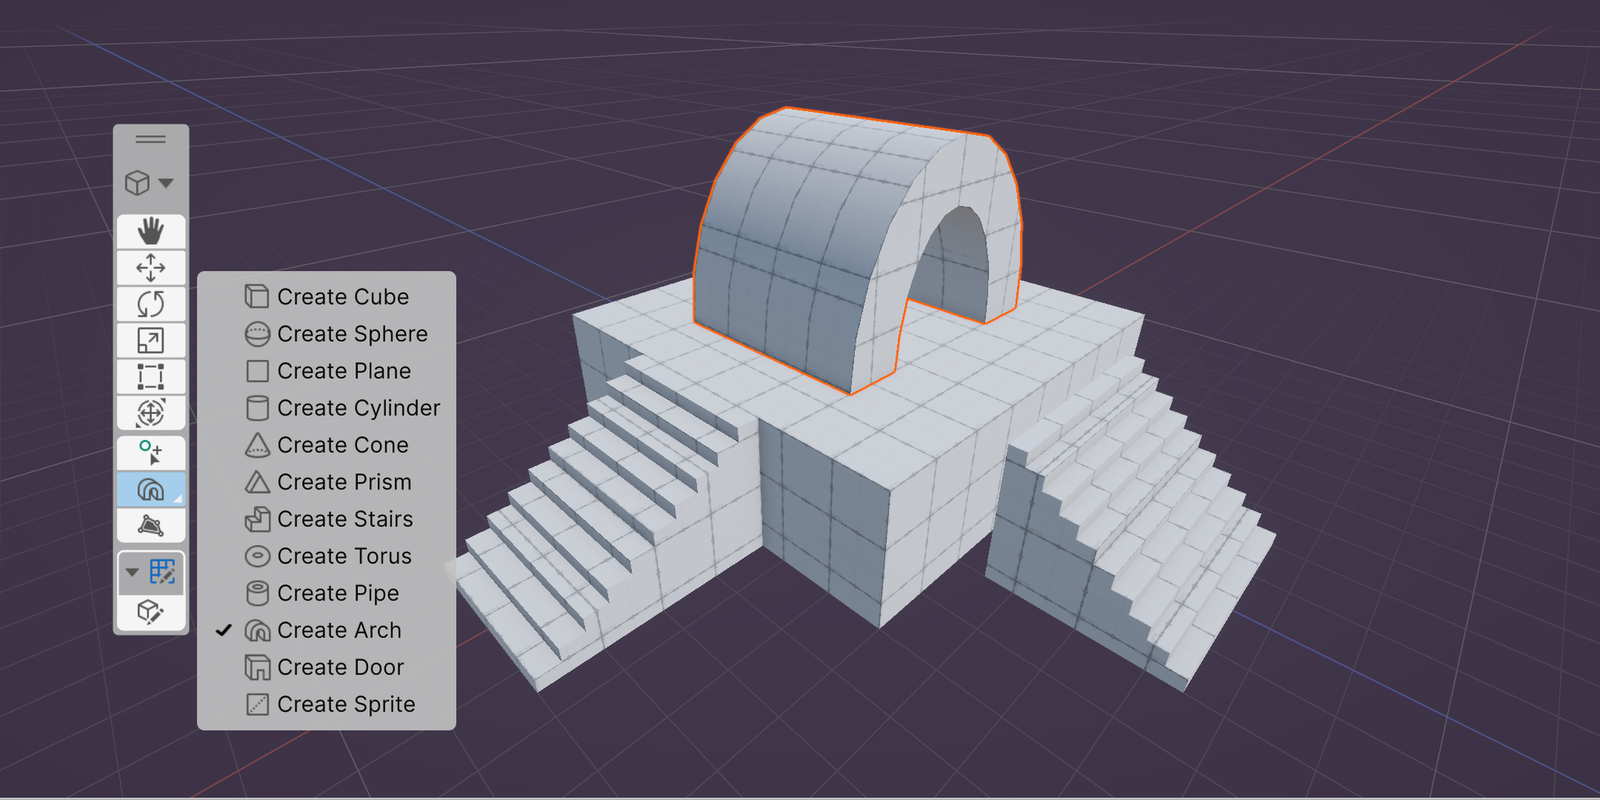 Create Cube
Create Sphere
Create Plane
Create Cylinder
Create Cone
Create Prism
Create Stairs
Create Torus
Create Pipe
Create Arch
Create Door
Create Sprite